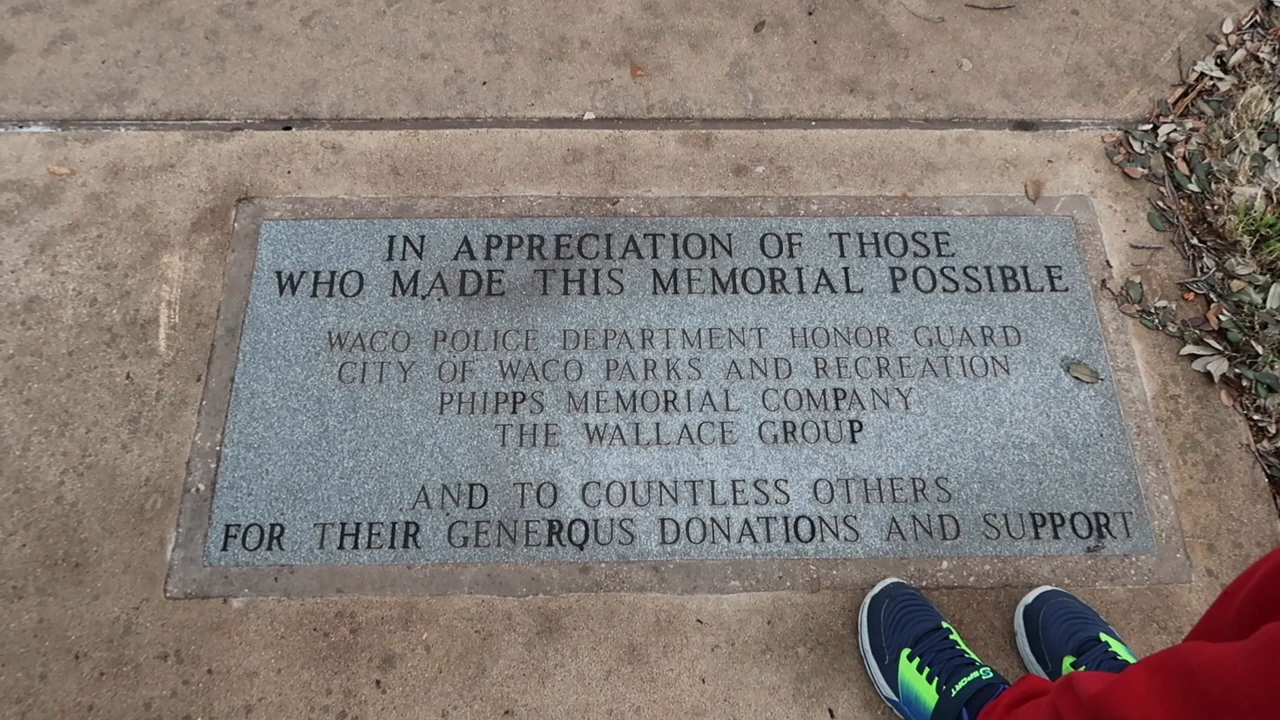 IN APPRECIATION OF THOSE
WHO MADE THIS MEMORIAL POSSIBLE
WACO POLICE DEPARTMENT HONOR GUARD
CITY OF WACO PARKS AND RECREATION
PHIPPS MEMORIAL COMPANY
THE WALLACE GROUP
AND TO COUNTLESS OTHERS
FOR THEIR GENEROUS DONATIONS AND SUPPORT
SPORT